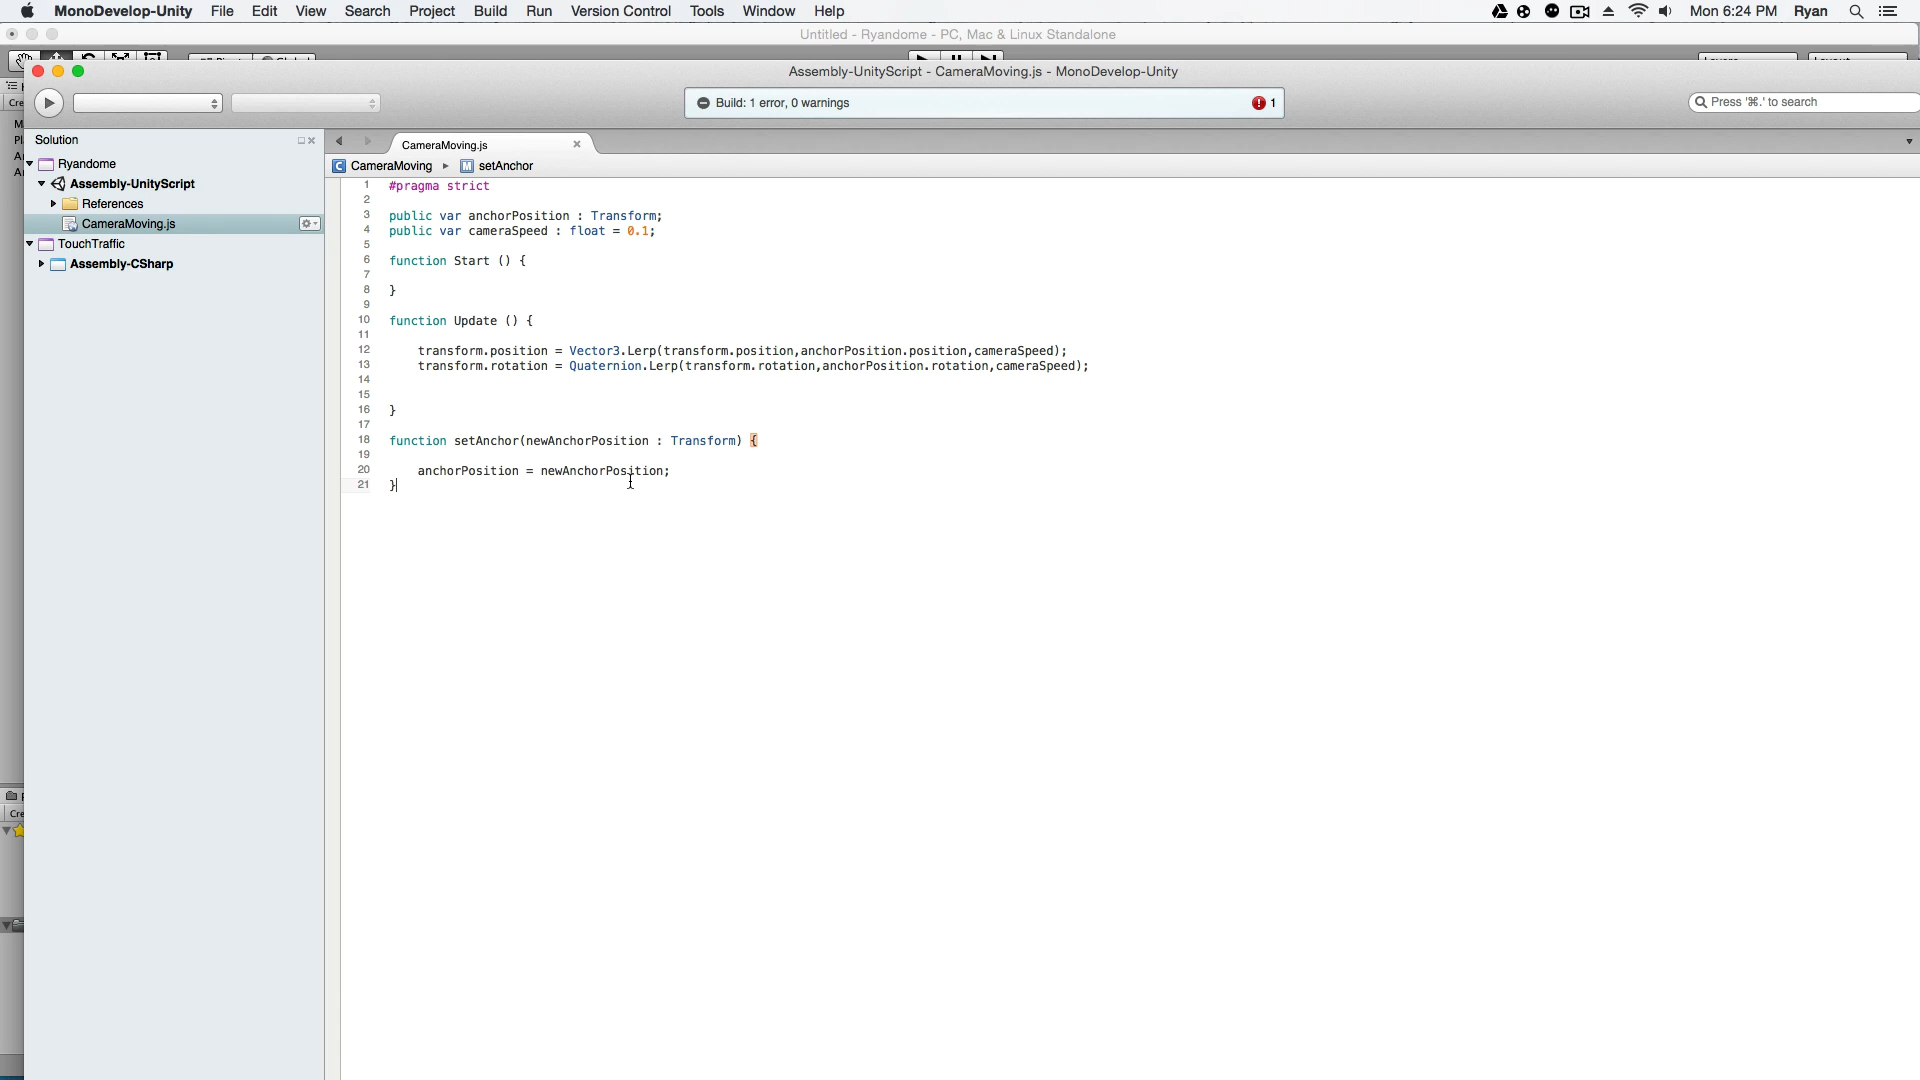 MonoDevelop-Unity File Edit View Search Project Build Run Version Control Tools Window Help Mon 6:24 PM Ryan
Untitled - Ryandome - PC, Mac & Linux Standalone
Assembly-UnityScript - CameraMoving.js - MonoDevelop-Unity
Build: 1 error, 0 warnings 1
Press '⌘.' to search
Solution
Ryandome
Assembly-UnityScript
References
CameraMoving.js
TouchTraffic
Assembly-CSharp
CameraMoving.js
CameraMoving ▸ setAnchor
1 #pragma strict
2
3 public var anchorPosition : Transform;
4 public var cameraSpeed : float = 0.1;
5
6 function Start () {
7
8 }
9
10 function Update () {
11
12 transform.position = Vector3.Lerp(transform.position,anchorPosition.position,cameraSpeed);
13 transform.rotation = Quaternion.Lerp(transform.rotation,anchorPosition.rotation,cameraSpeed);
14
15
16 }
17
18 function setAnchor(newAnchorPosition : Transform) {
19
20 anchorPosition = newAnchorPosition;
21 }
Cre
Cre